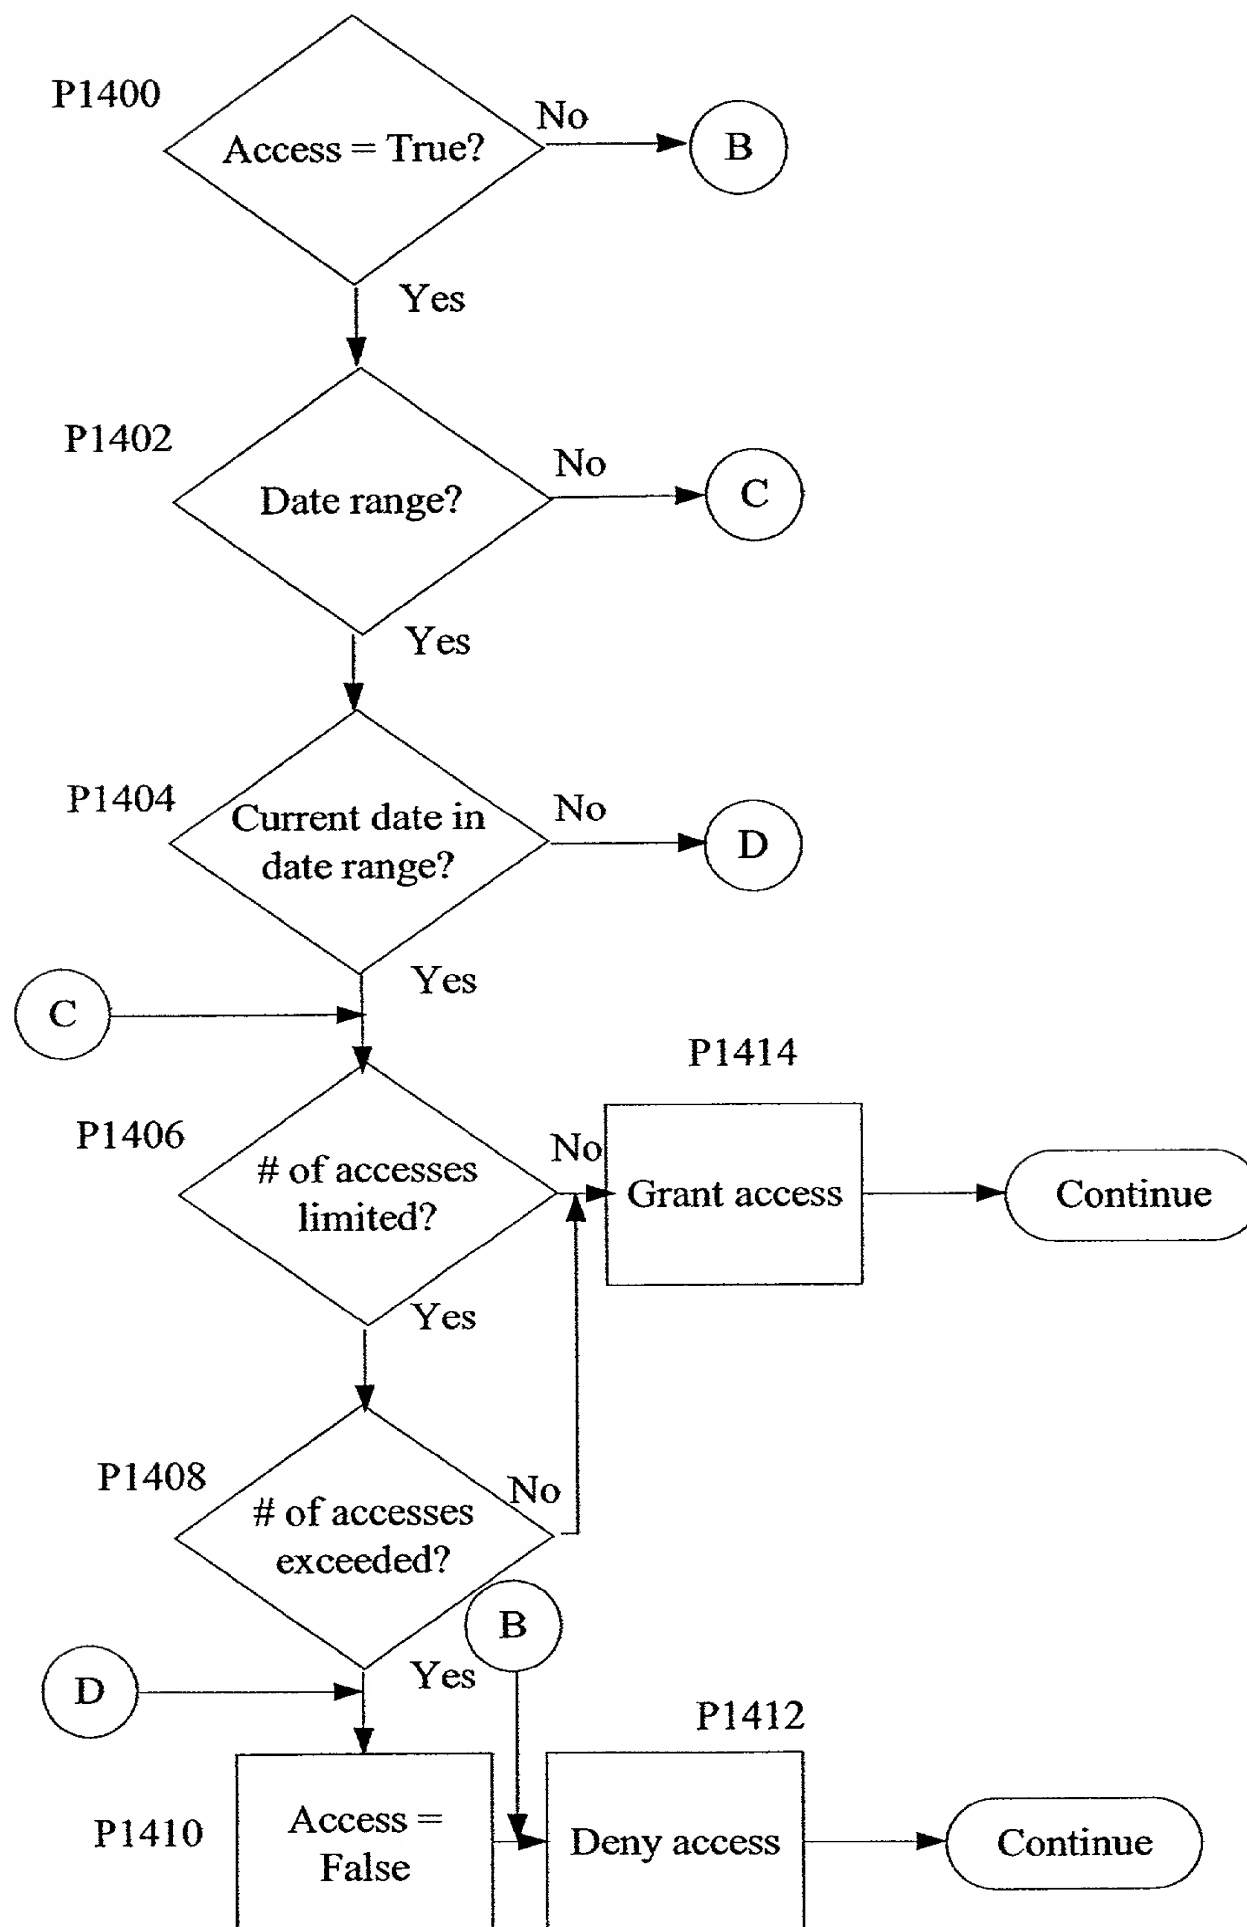 P1400
Access = True?
No
B
Yes
P1402
Date range?
No
C
Yes
P1404
Current date in
date range?
No
D
Yes
C
P1414
P1406
# of accesses
limited?
No
Grant access
Continue
Yes
P1408
# of accesses
exceeded?
No
B
Yes
D
P1412
P1410
Access =
False
Deny access
Continue